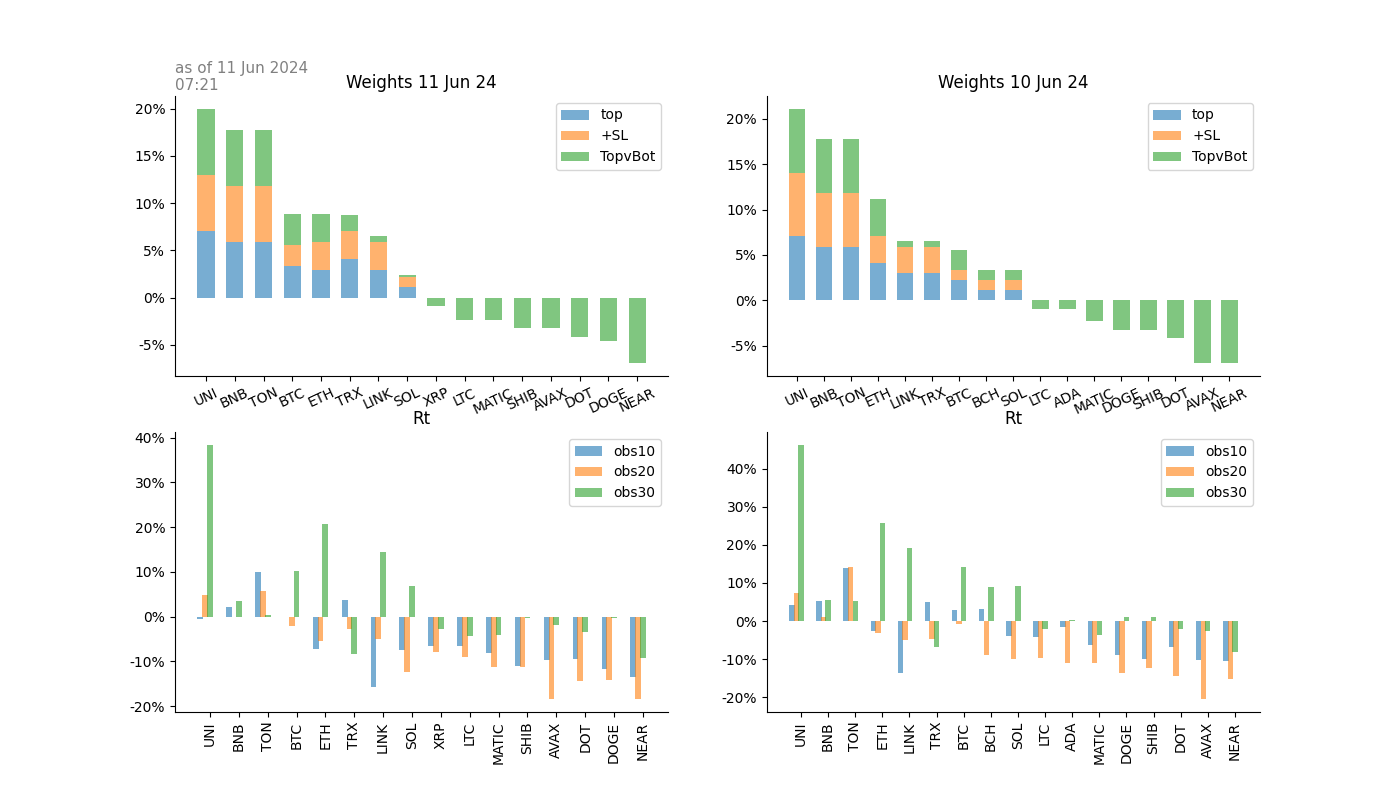 as of 11 Jun 2024
07:21
Weights 11 Jun 24
20%
15%
10%
5%
0%
-5%
top
+SL
TopvBot
UNI BNB TON BTC ETH TRX LINK SOL XRP LTC MATIC SHIB AVAX DOT DOGE NEAR
Weights 10 Jun 24
20%
15%
10%
5%
0%
-5%
top
+SL
TopvBot
UNI BNB TON ETH LINK TRX BTC BCH SOL LTC ADA MATIC DOGE SHIB DOT AVAX NEAR
Rt
40%
30%
20%
10%
0%
-10%
-20%
obs10
obs20
obs30
UNI BNB TON BTC ETH TRX LINK SOL XRP LTC MATIC SHIB AVAX DOT DOGE NEAR
Rt
40%
30%
20%
10%
0%
-10%
-20%
obs10
obs20
obs30
UNI BNB TON ETH LINK TRX BTC BCH SOL LTC ADA MATIC DOGE SHIB DOT AVAX NEAR